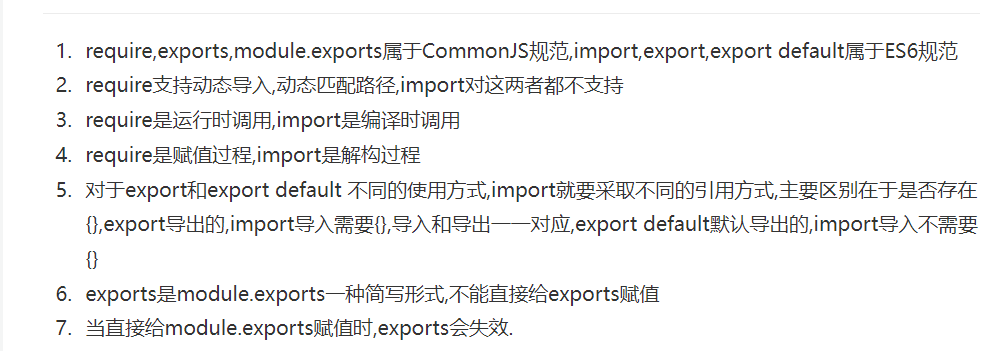 1. require,exports,module.exports属于CommonJS规范,import,export,export default属于ES6规范
2. require支持动态导入,动态匹配路径,import对这两者都不支持
3. require是运行时调用,import是编译时调用
4. require是赋值过程,import是解构过程
5. 对于export和export default 不同的使用方式,import就要采取不同的引用方式,主要区别在于是否存在
{},export导出的,import导入需要{},导入和导出一一对应,export default默认导出的,import导入不需要
{}
6. exports是module.exports一种简写形式,不能直接给exports赋值
7. 当直接给module.exports赋值时,exports会失效.